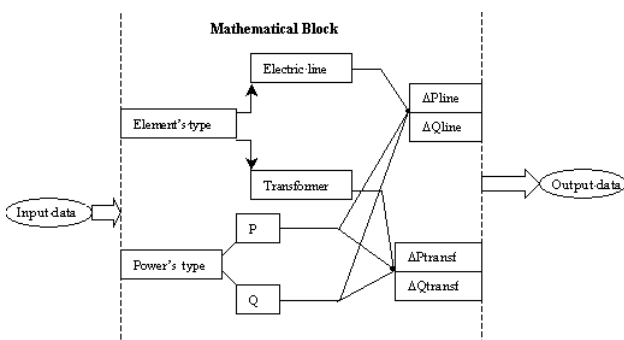 Mathematical Block
Electric line
ΔPline
ΔQline
Element's type
Transformer
Input data
Output data
P
Power's type
ΔPtransf
ΔQtransf
Q